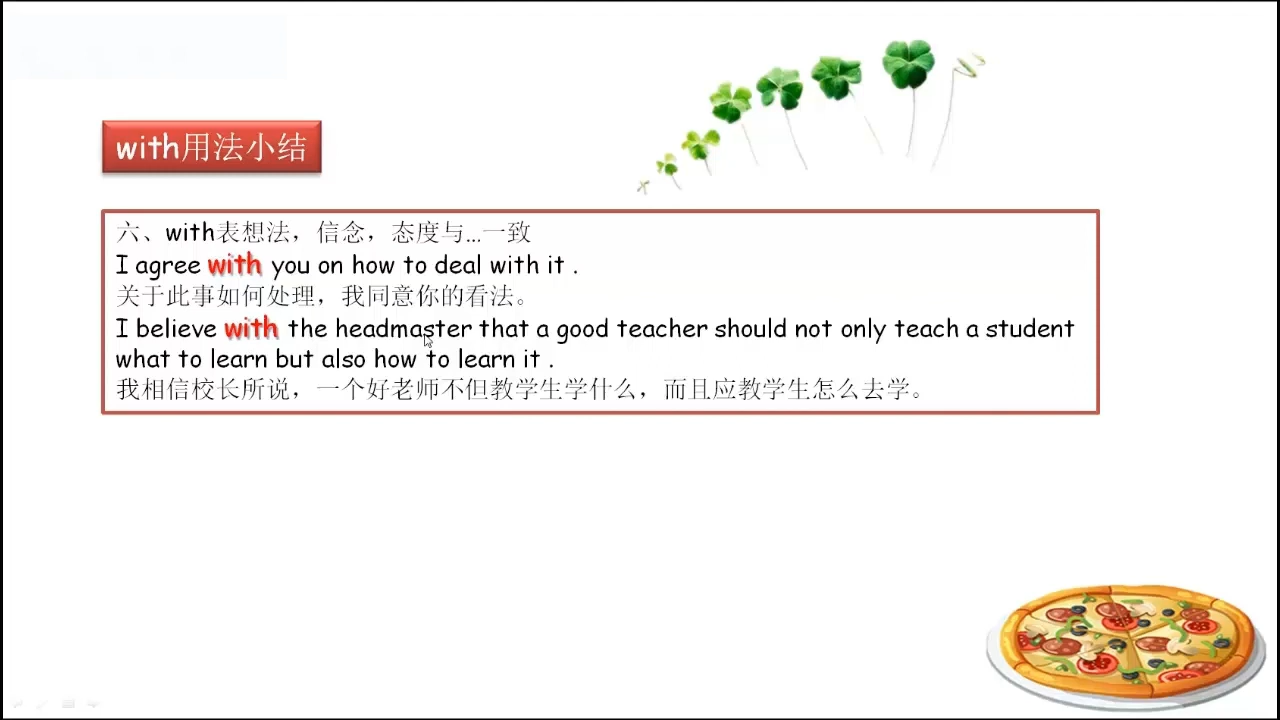 with用法小结
六、with表想法，信念，态度与...一致
I agree with you on how to deal with it .
关于此事如何处理，我同意你的看法。
I believe with the headmaster that a good teacher should not only teach a student
what to learn but also how to learn it .
我相信校长所说，一个好老师不但教学生学什么，而且应教学生怎么去学。